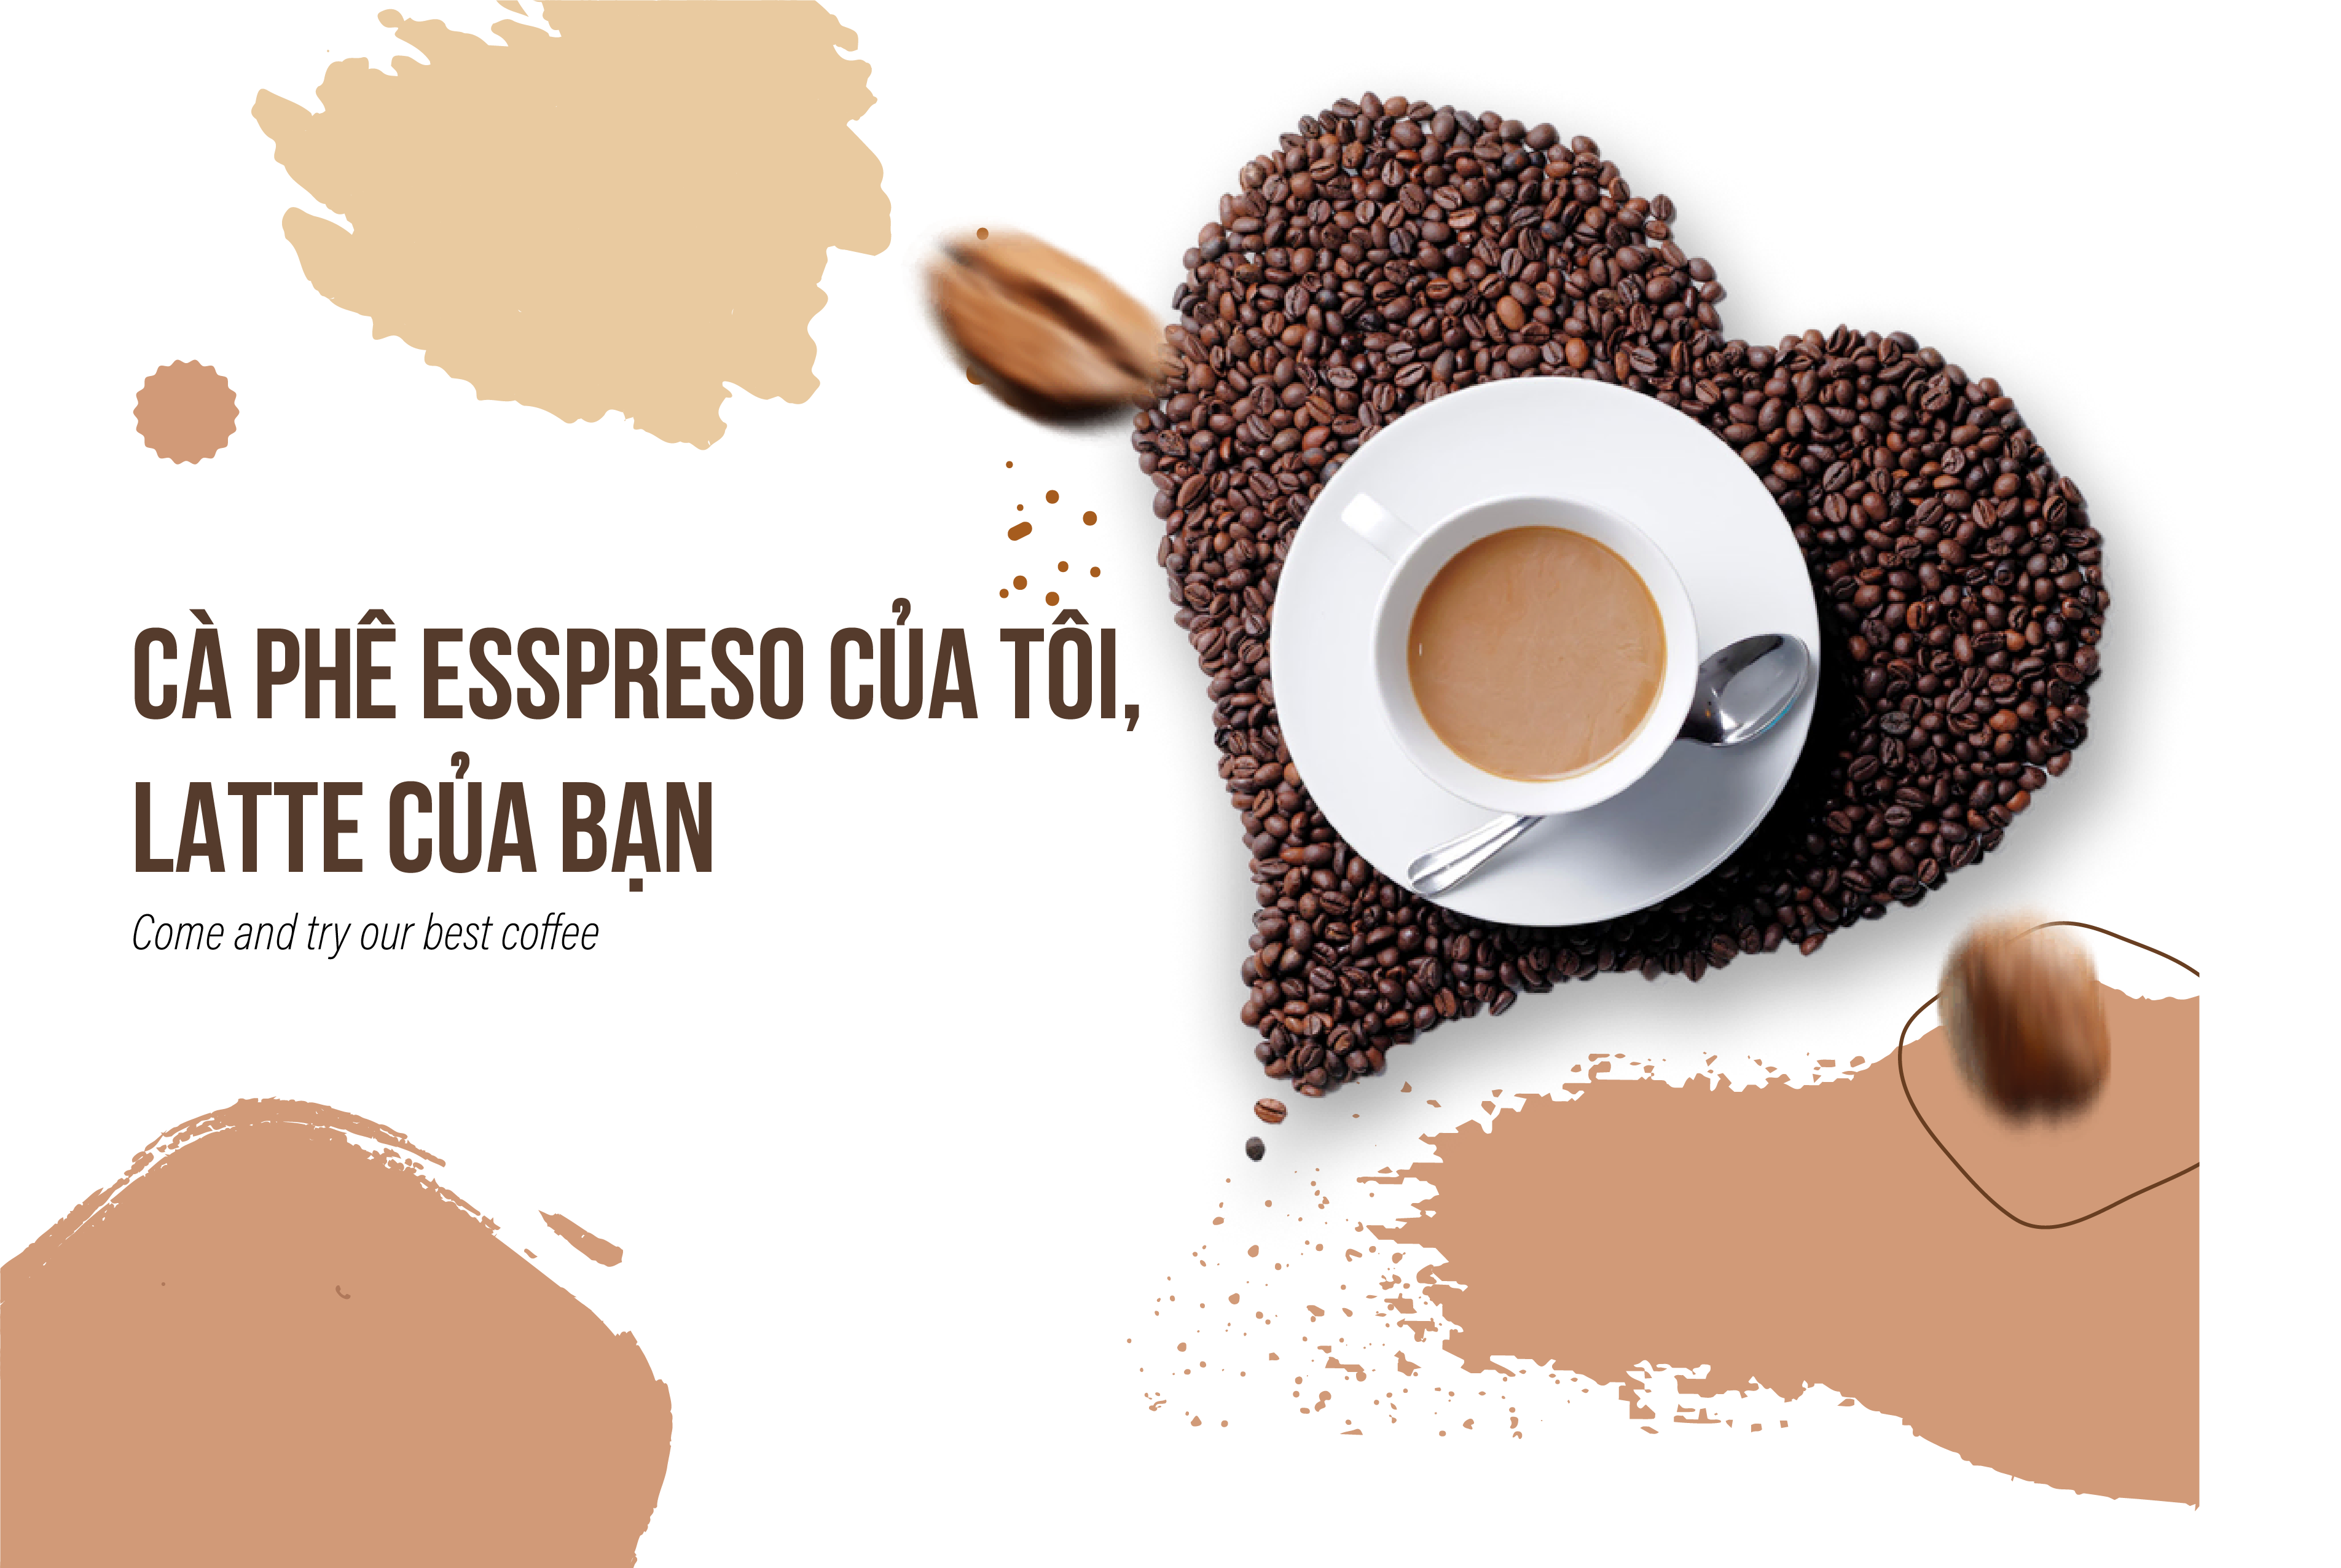 CÀ PHÊ ESSPRESO CỦA TÔI,
LATTE CỦA BẠN
Come and try our best coffee